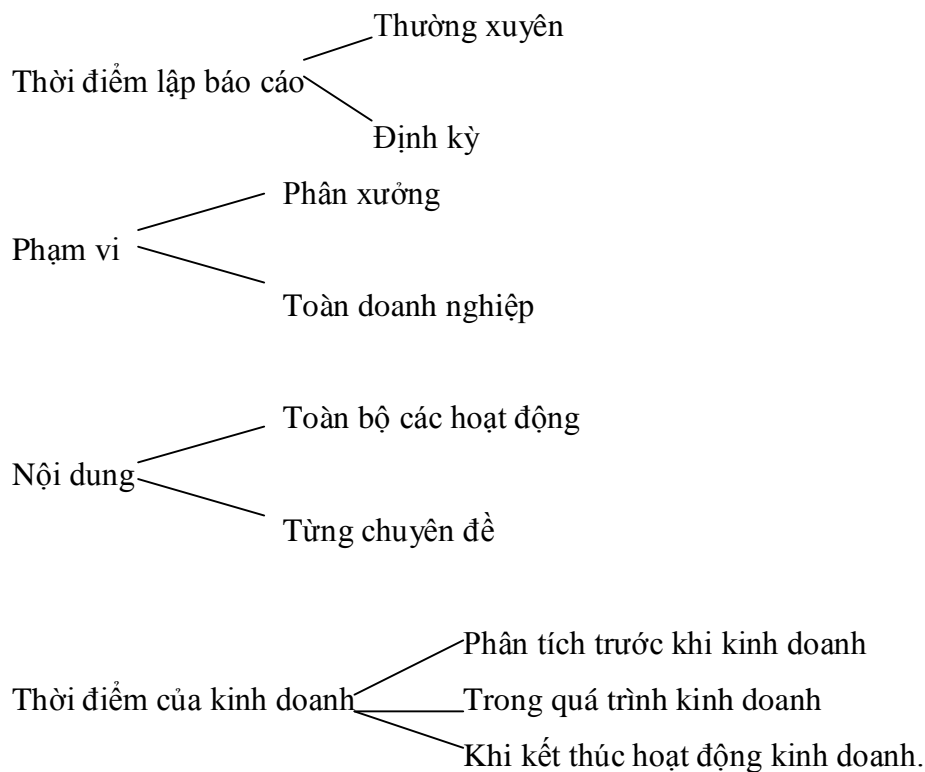 Thường xuyên
Thời điểm lập báo cáo
Định kỳ
Phân xưởng
Phạm vi
Toàn doanh nghiệp
Toàn bộ các hoạt động
Nội dung
Từng chuyên đề
Phân tích trước khi kinh doanh
Thời điểm của kinh doanh
Trong quá trình kinh doanh
Khi kết thúc hoạt động kinh doanh.